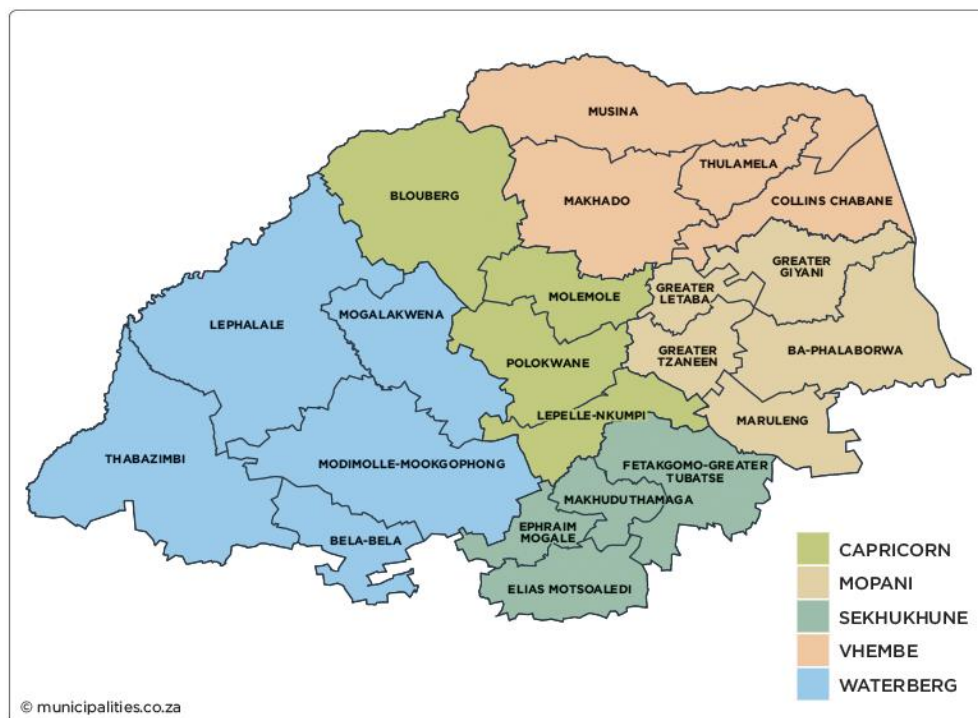 MUSINA
THULAMELA
BLOUBERG
MAKHADO
COLLINS CHABANE
GREATER
GIYANI
GREATER
LETABA
MOLEMOLE
LEPHALALE
MOGALAKWENA
GREATER
TZANEEN
BA-PHALABORWA
POLOKWANE
LEPELLE-NKUMPI
MARULENG
THABAZIMBI
MODIMOLLE-MOOKGOPHONG
FETAKGOMO-GREATER
TUBATSE
MAKHUDUTHAMAGA
EPHRAIM
MOGALE
BELA-BELA
ELIAS MOTSOALEDI
CAPRICORN
MOPANI
SEKHUKHUNE
VHEMBE
WATERBERG
© municipalities.co.za